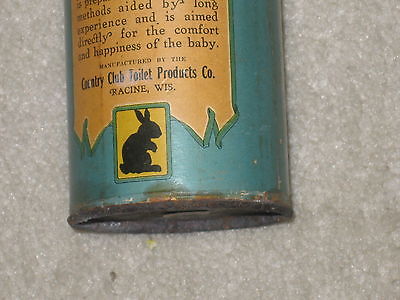 is prepared
methods aided by long
experience and is aimed
directly for the comfort
and happiness of the baby.
MANUFACTURED BY THE
Country Club Toilet Products Co.
RACINE, WIS.